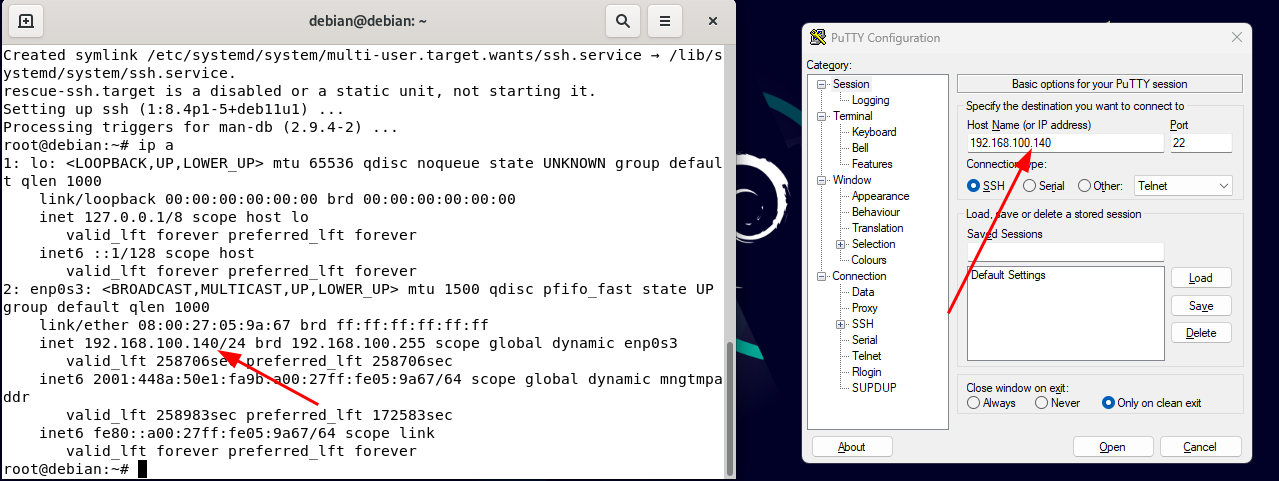 debian@debian: ~
Created symlink /etc/systemd/system/multi-user.target.wants/ssh.service → /lib/s
ystemd/system/ssh.service.
rescue-ssh.target is a disabled or a static unit, not starting it.
Setting up ssh (1:8.4p1-5+deb11u1) ...
Processing triggers for man-db (2.9.4-2) ...
root@debian:~# ip a
1: lo: <LOOPBACK,UP,LOWER_UP> mtu 65536 qdisc noqueue state UNKNOWN group defaul
t qlen 1000
    link/loopback 00:00:00:00:00:00 brd 00:00:00:00:00:00
    inet 127.0.0.1/8 scope host lo
       valid_lft forever preferred_lft forever
    inet6 ::1/128 scope host
       valid_lft forever preferred_lft forever
2: enp0s3: <BROADCAST,MULTICAST,UP,LOWER_UP> mtu 1500 qdisc pfifo_fast state UP
group default qlen 1000
    link/ether 08:00:27:05:9a:67 brd ff:ff:ff:ff:ff:ff
    inet 192.168.100.140/24 brd 192.168.100.255 scope global dynamic enp0s3
       valid_lft 258706sec preferred_lft 258706sec
    inet6 2001:448a:50e1:fa9b:a00:27ff:fe05:9a67/64 scope global dynamic mngtmpa
ddr
       valid_lft 258983sec preferred_lft 172583sec
    inet6 fe80::a00:27ff:fe05:9a67/64 scope link
       valid_lft forever preferred_lft forever
root@debian:~#
PuTTY Configuration
Category:
Session
Logging
Terminal
Keyboard
Bell
Features
Window
Appearance
Behaviour
Translation
Selection
Colours
Connection
Data
Proxy
SSH
Serial
Telnet
Rlogin
SUPDUP
Basic options for your PuTTY session
Specify the destination you want to connect to
Host Name (or IP address) Port
192.168.100.140 22
Connection type:
SSH Serial Other: Telnet
Load, save or delete a stored session
Saved Sessions
Default Settings
Load
Save
Delete
Close window on exit:
Always Never Only on clean exit
About Open Cancel